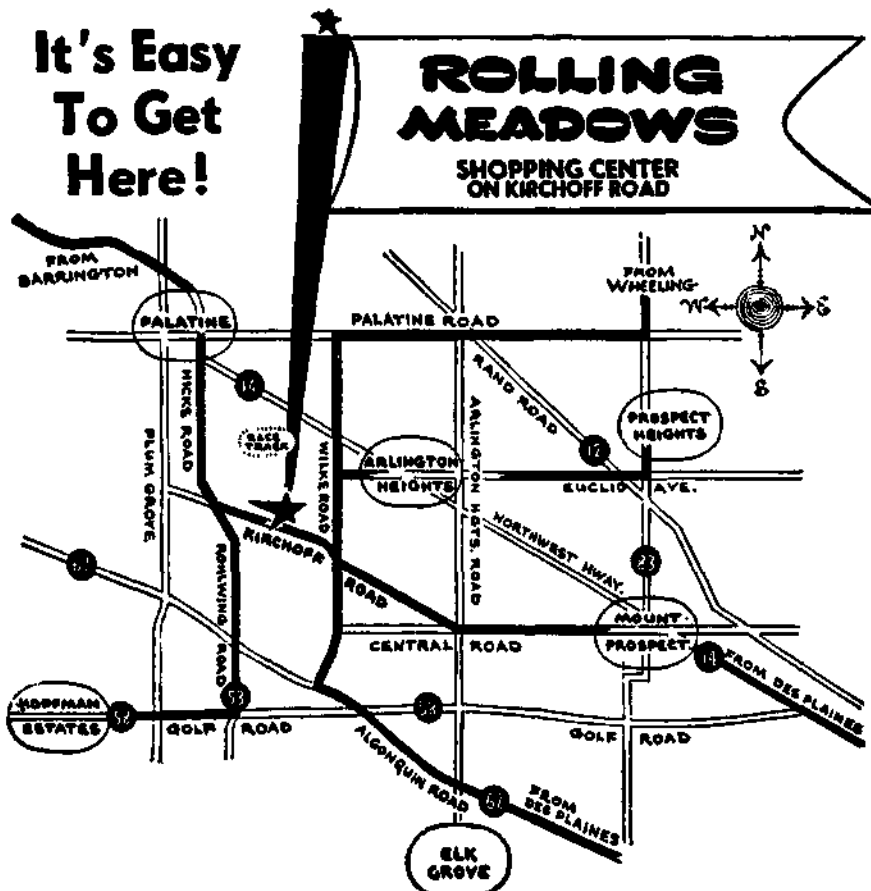 It's Easy
To Get
Here!
ROLLING
MEADOWS
SHOPPING CENTER
ON KIRCHOFF ROAD
FROM
BARRINGTON
FROM
WHEELING
N
W
E
S
PALATINE
PALATINE ROAD
HICKS ROAD
14
RAND ROAD
RACE
TRACK
PLUM GROVE
WILKE ROAD
ARLINGTON
HEIGHTS
ARLINGTON HGTS. ROAD
12
PROSPECT
HEIGHTS
EUCLID AVE.
KIRCHOFF ROAD
NORTHWEST HWAY.
ROHLWING ROAD
CENTRAL ROAD
MOUNT
PROSPECT
14
FROM DES PLAINES
HOFFMAN
ESTATES
53
GOLF ROAD
GOLF ROAD
ALGONQUIN ROAD
FROM
DES PLAINES
ELK
GROVE